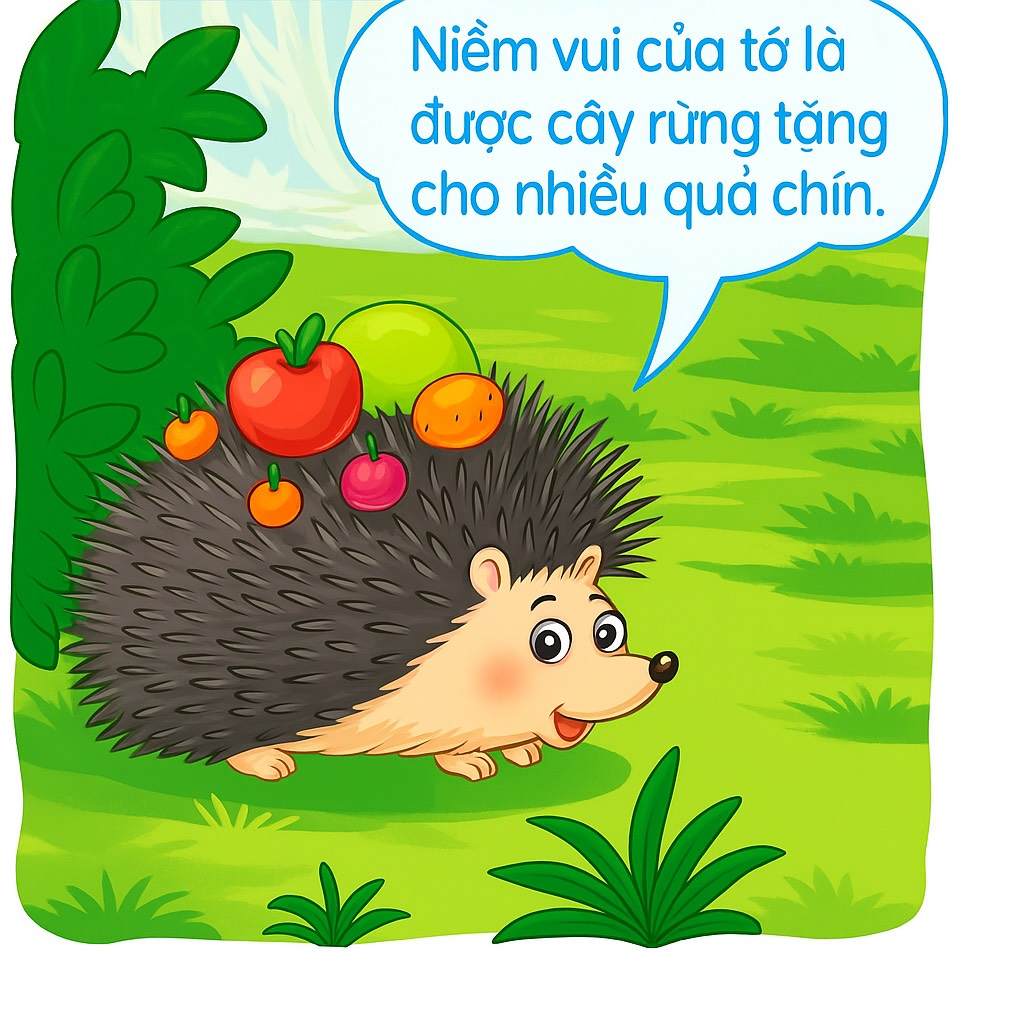 Niềm vui của tớ là
được cây rừng tặng
cho nhiều quả chín.